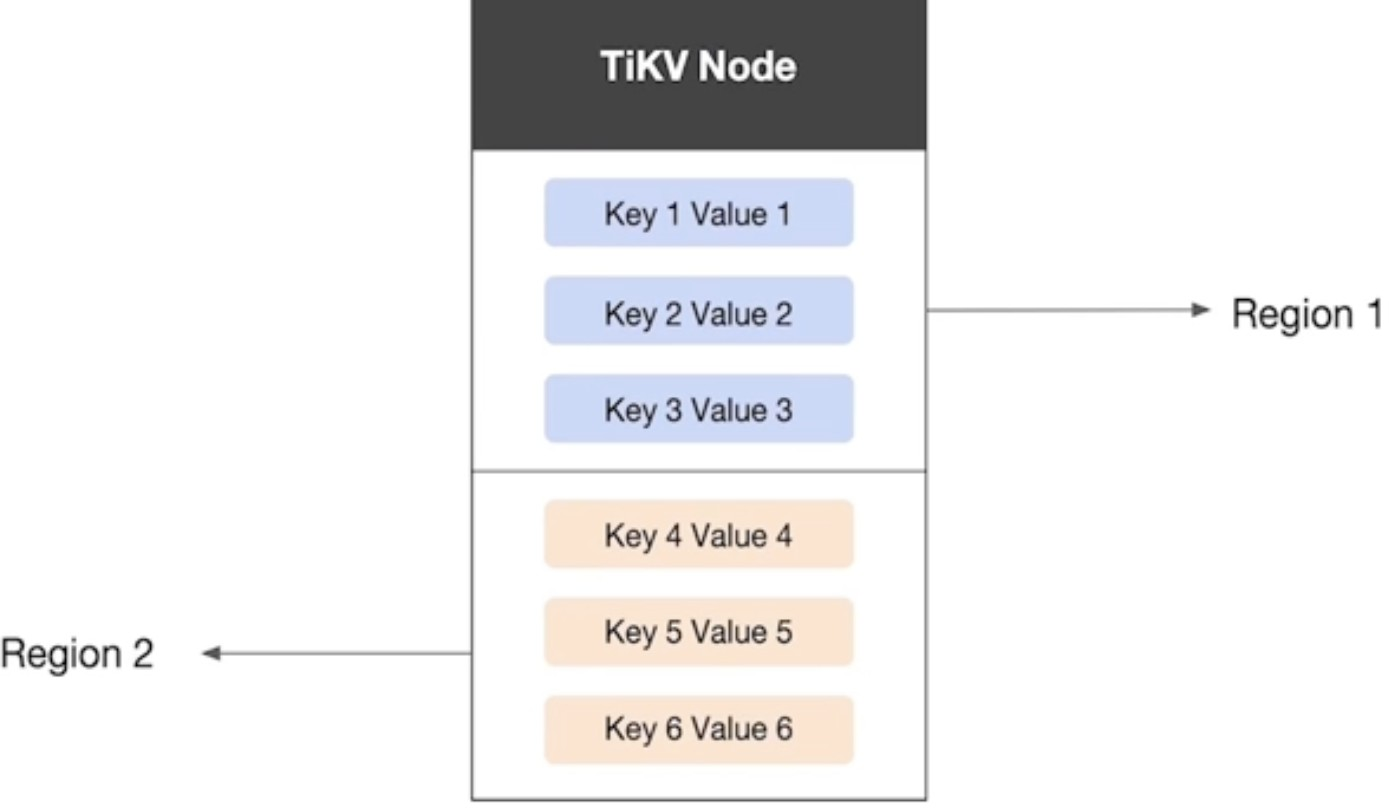 TiKV Node
Key 1 Value 1
Key 2 Value 2
Region 1
Key 3 Value 3
Key 4 Value 4
Key 5 Value 5
Region 2
Key 6 Value 6